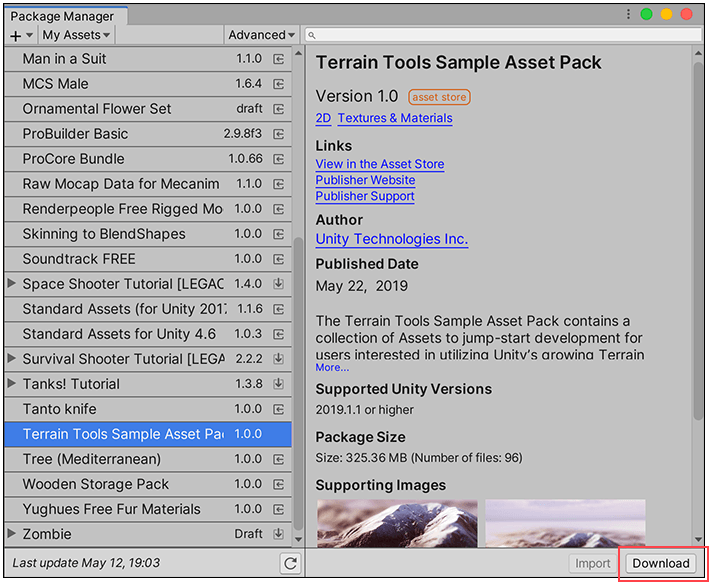 Package Manager
My Assets
Advanced
Man in a Suit 1.1.0
MCS Male 1.6.4
Ornamental Flower Set draft
ProBuilder Basic 2.9.8f3
ProCore Bundle 1.0.66
Raw Mocap Data for Mecanim 1.1.0
Renderpeople Free Rigged Mo 1.0.0
Skinning to BlendShapes 1.0.0
Soundtrack FREE 1.0.0
Space Shooter Tutorial [LEGAC 1.4.0
Standard Assets (for Unity 2017 1.1.6
Standard Assets for Unity 4.6 1.0.3
Survival Shooter Tutorial [LEGA 2.2.2
Tanks! Tutorial 1.3.8
Tanto knife 1.0.0
Terrain Tools Sample Asset Pac 1.0.0
Tree (Mediterranean) 1.0.0
Wooden Storage Pack 1.0.0
Yughues Free Fur Materials 1.0.0
Zombie Draft
Last update May 12, 19:03
Terrain Tools Sample Asset Pack
Version 1.0 asset store
2D Textures & Materials
Links
View in the Asset Store
Publisher Website
Publisher Support
Author
Unity Technologies Inc.
Published Date
May 22, 2019
The Terrain Tools Sample Asset Pack contains a
collection of Assets to jump-start development for
users interested in utilizing Unity's growing Terrain
More...
Supported Unity Versions
2019.1.1 or higher
Package Size
Size: 325.36 MB (Number of files: 96)
Supporting Images
Import
Download